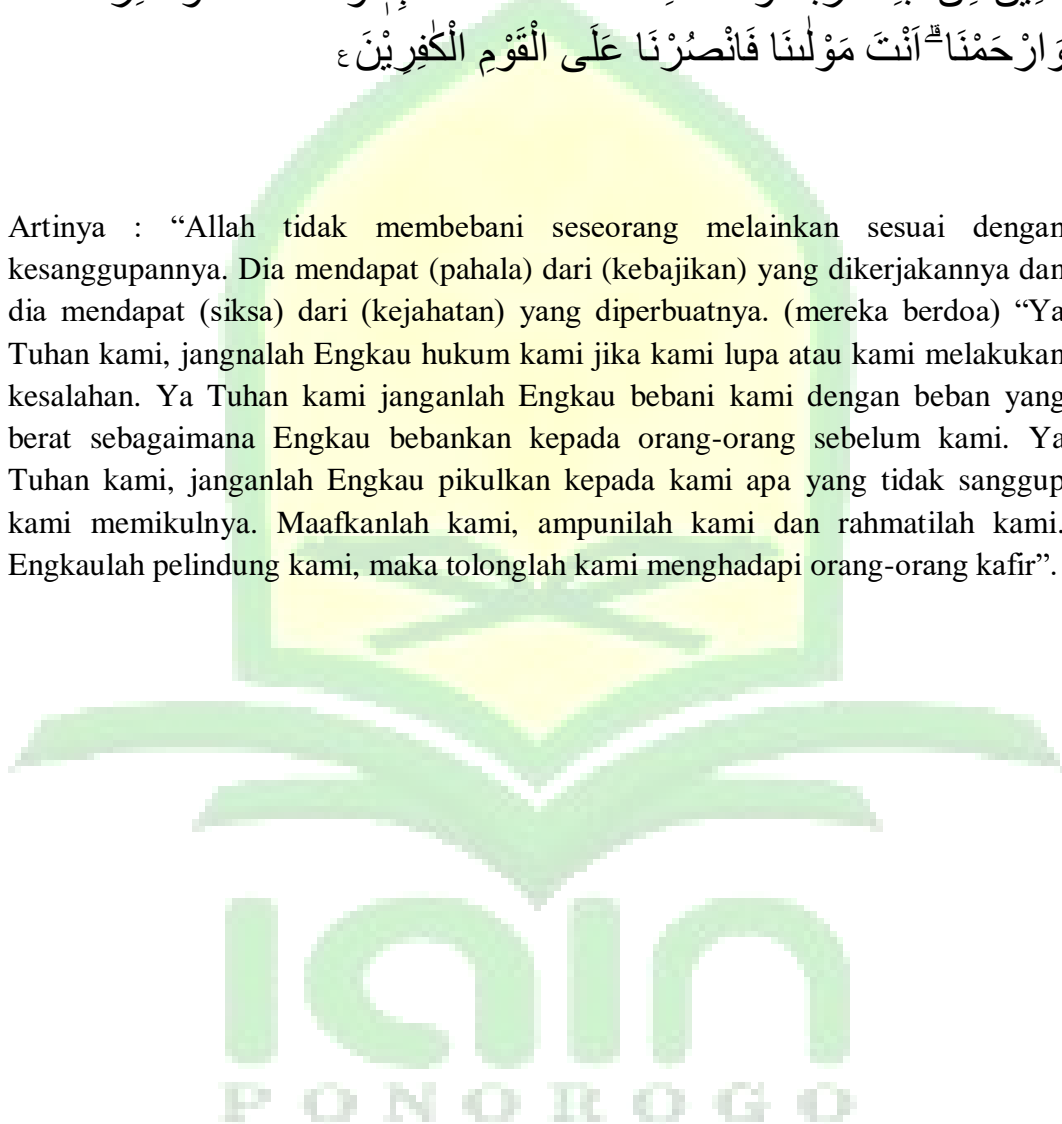 وَارْحَمْنَا ۗ اَنْتَ مَوْلٰىنَا فَانْصُرْنَا عَلَى الْقَوْمِ الْكٰفِرِيْنَ ࣖ
Artinya : “Allah tidak membebani seseorang melainkan sesuai dengan
kesanggupannya. Dia mendapat (pahala) dari (kebajikan) yang dikerjakannya dan
dia mendapat (siksa) dari (kejahatan) yang diperbuatnya. (mereka berdoa) “Ya
Tuhan kami, jangnalah Engkau hukum kami jika kami lupa atau kami melakukan
kesalahan. Ya Tuhan kami janganlah Engkau bebani kami dengan beban yang
berat sebagaimana Engkau bebankan kepada orang-orang sebelum kami. Ya
Tuhan kami, janganlah Engkau pikulkan kepada kami apa yang tidak sanggup
kami memikulnya. Maafkanlah kami, ampunilah kami dan rahmatilah kami.
Engkaulah pelindung kami, maka tolonglah kami menghadapi orang-orang kafir”.
iain
PONOROGO